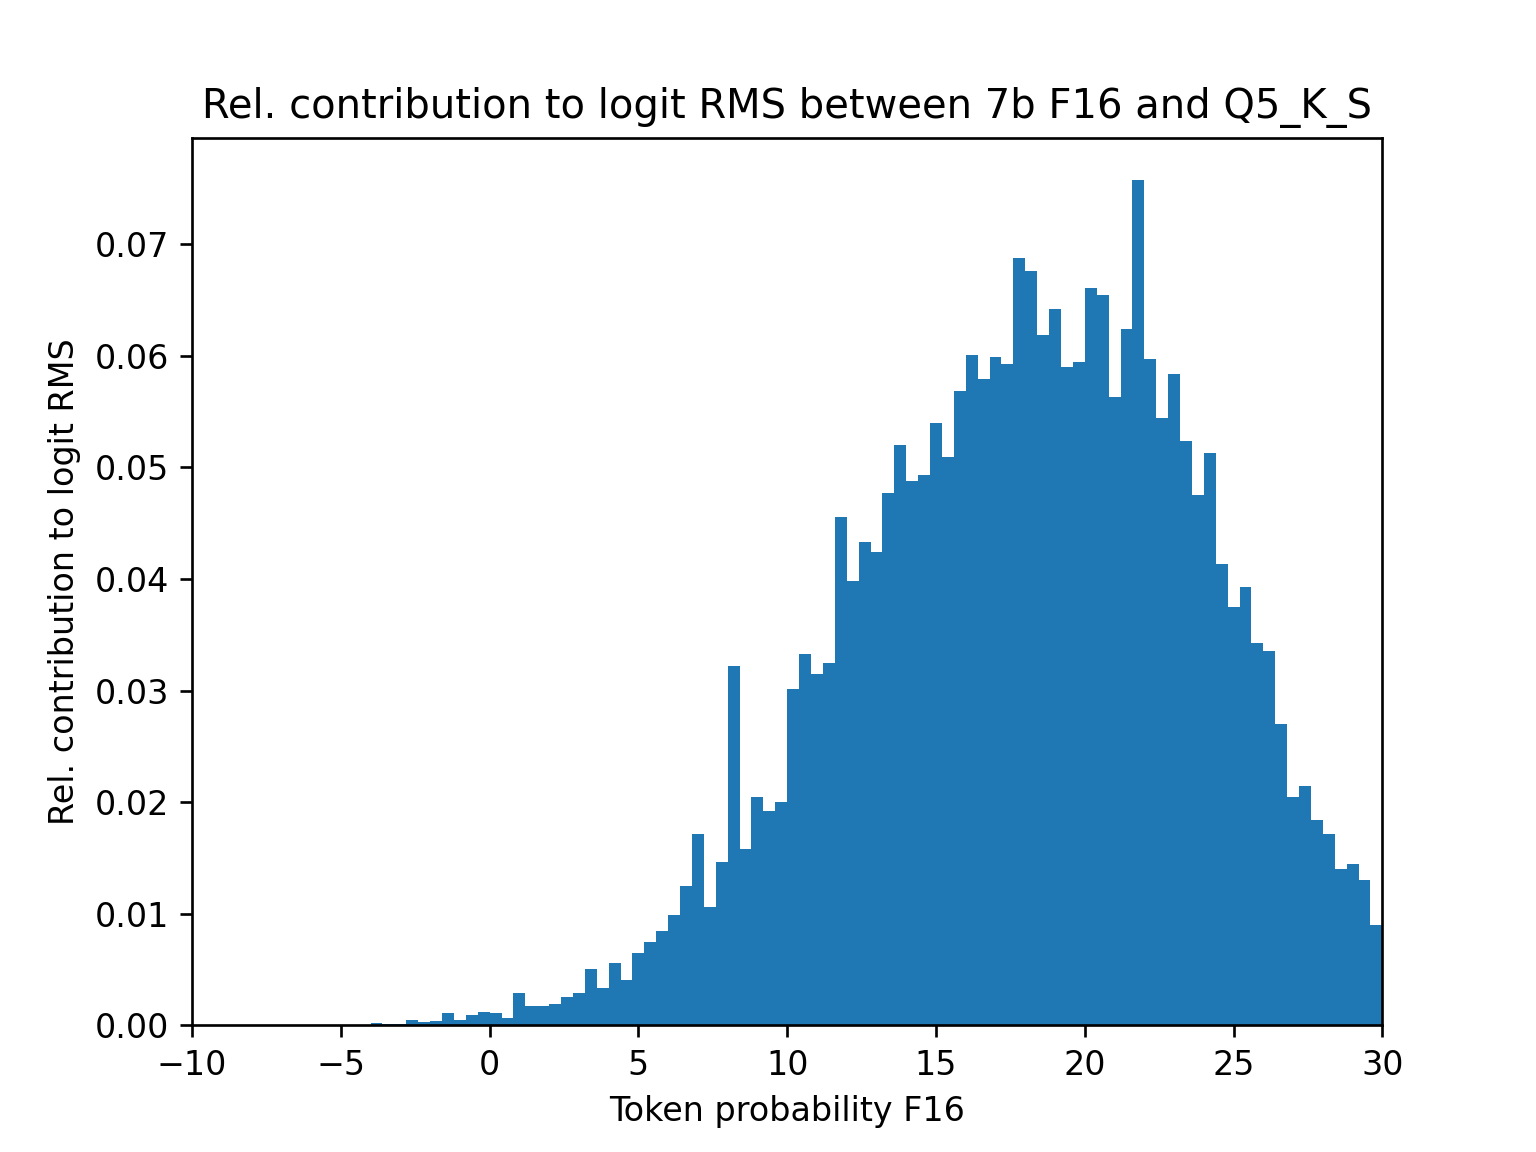 Rel. contribution to logit RMS between 7b F16 and Q5_K_S
Rel. contribution to logit RMS
0.07
0.06
0.05
0.04
0.03
0.02
0.01
0.00
−10 −5 0 5 10 15 20 25 30
Token probability F16